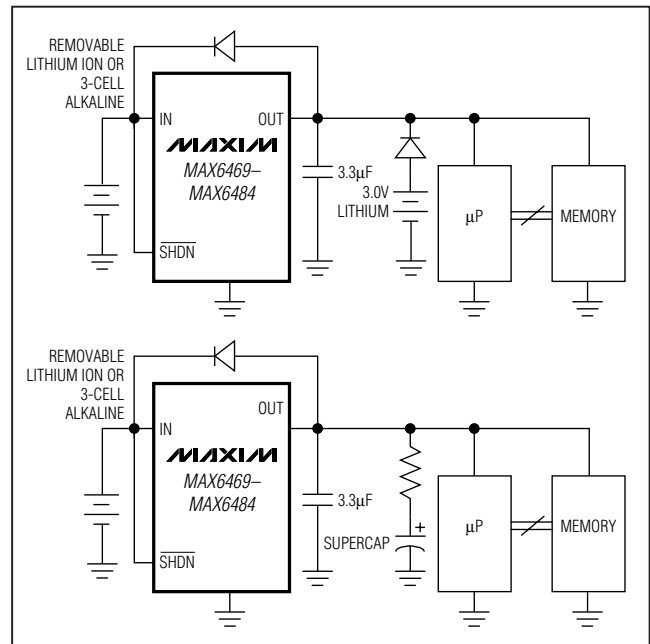 REMOVABLE
LITHIUM ION OR
3-CELL
ALKALINE
IN
OUT
MAXIM
MAX6469–
MAX6484
SHDN
3.3µF
3.0V
LITHIUM
µP
MEMORY
REMOVABLE
LITHIUM ION OR
3-CELL
ALKALINE
IN
OUT
MAXIM
MAX6469–
MAX6484
SHDN
3.3µF
+
SUPERCAP
µP
MEMORY